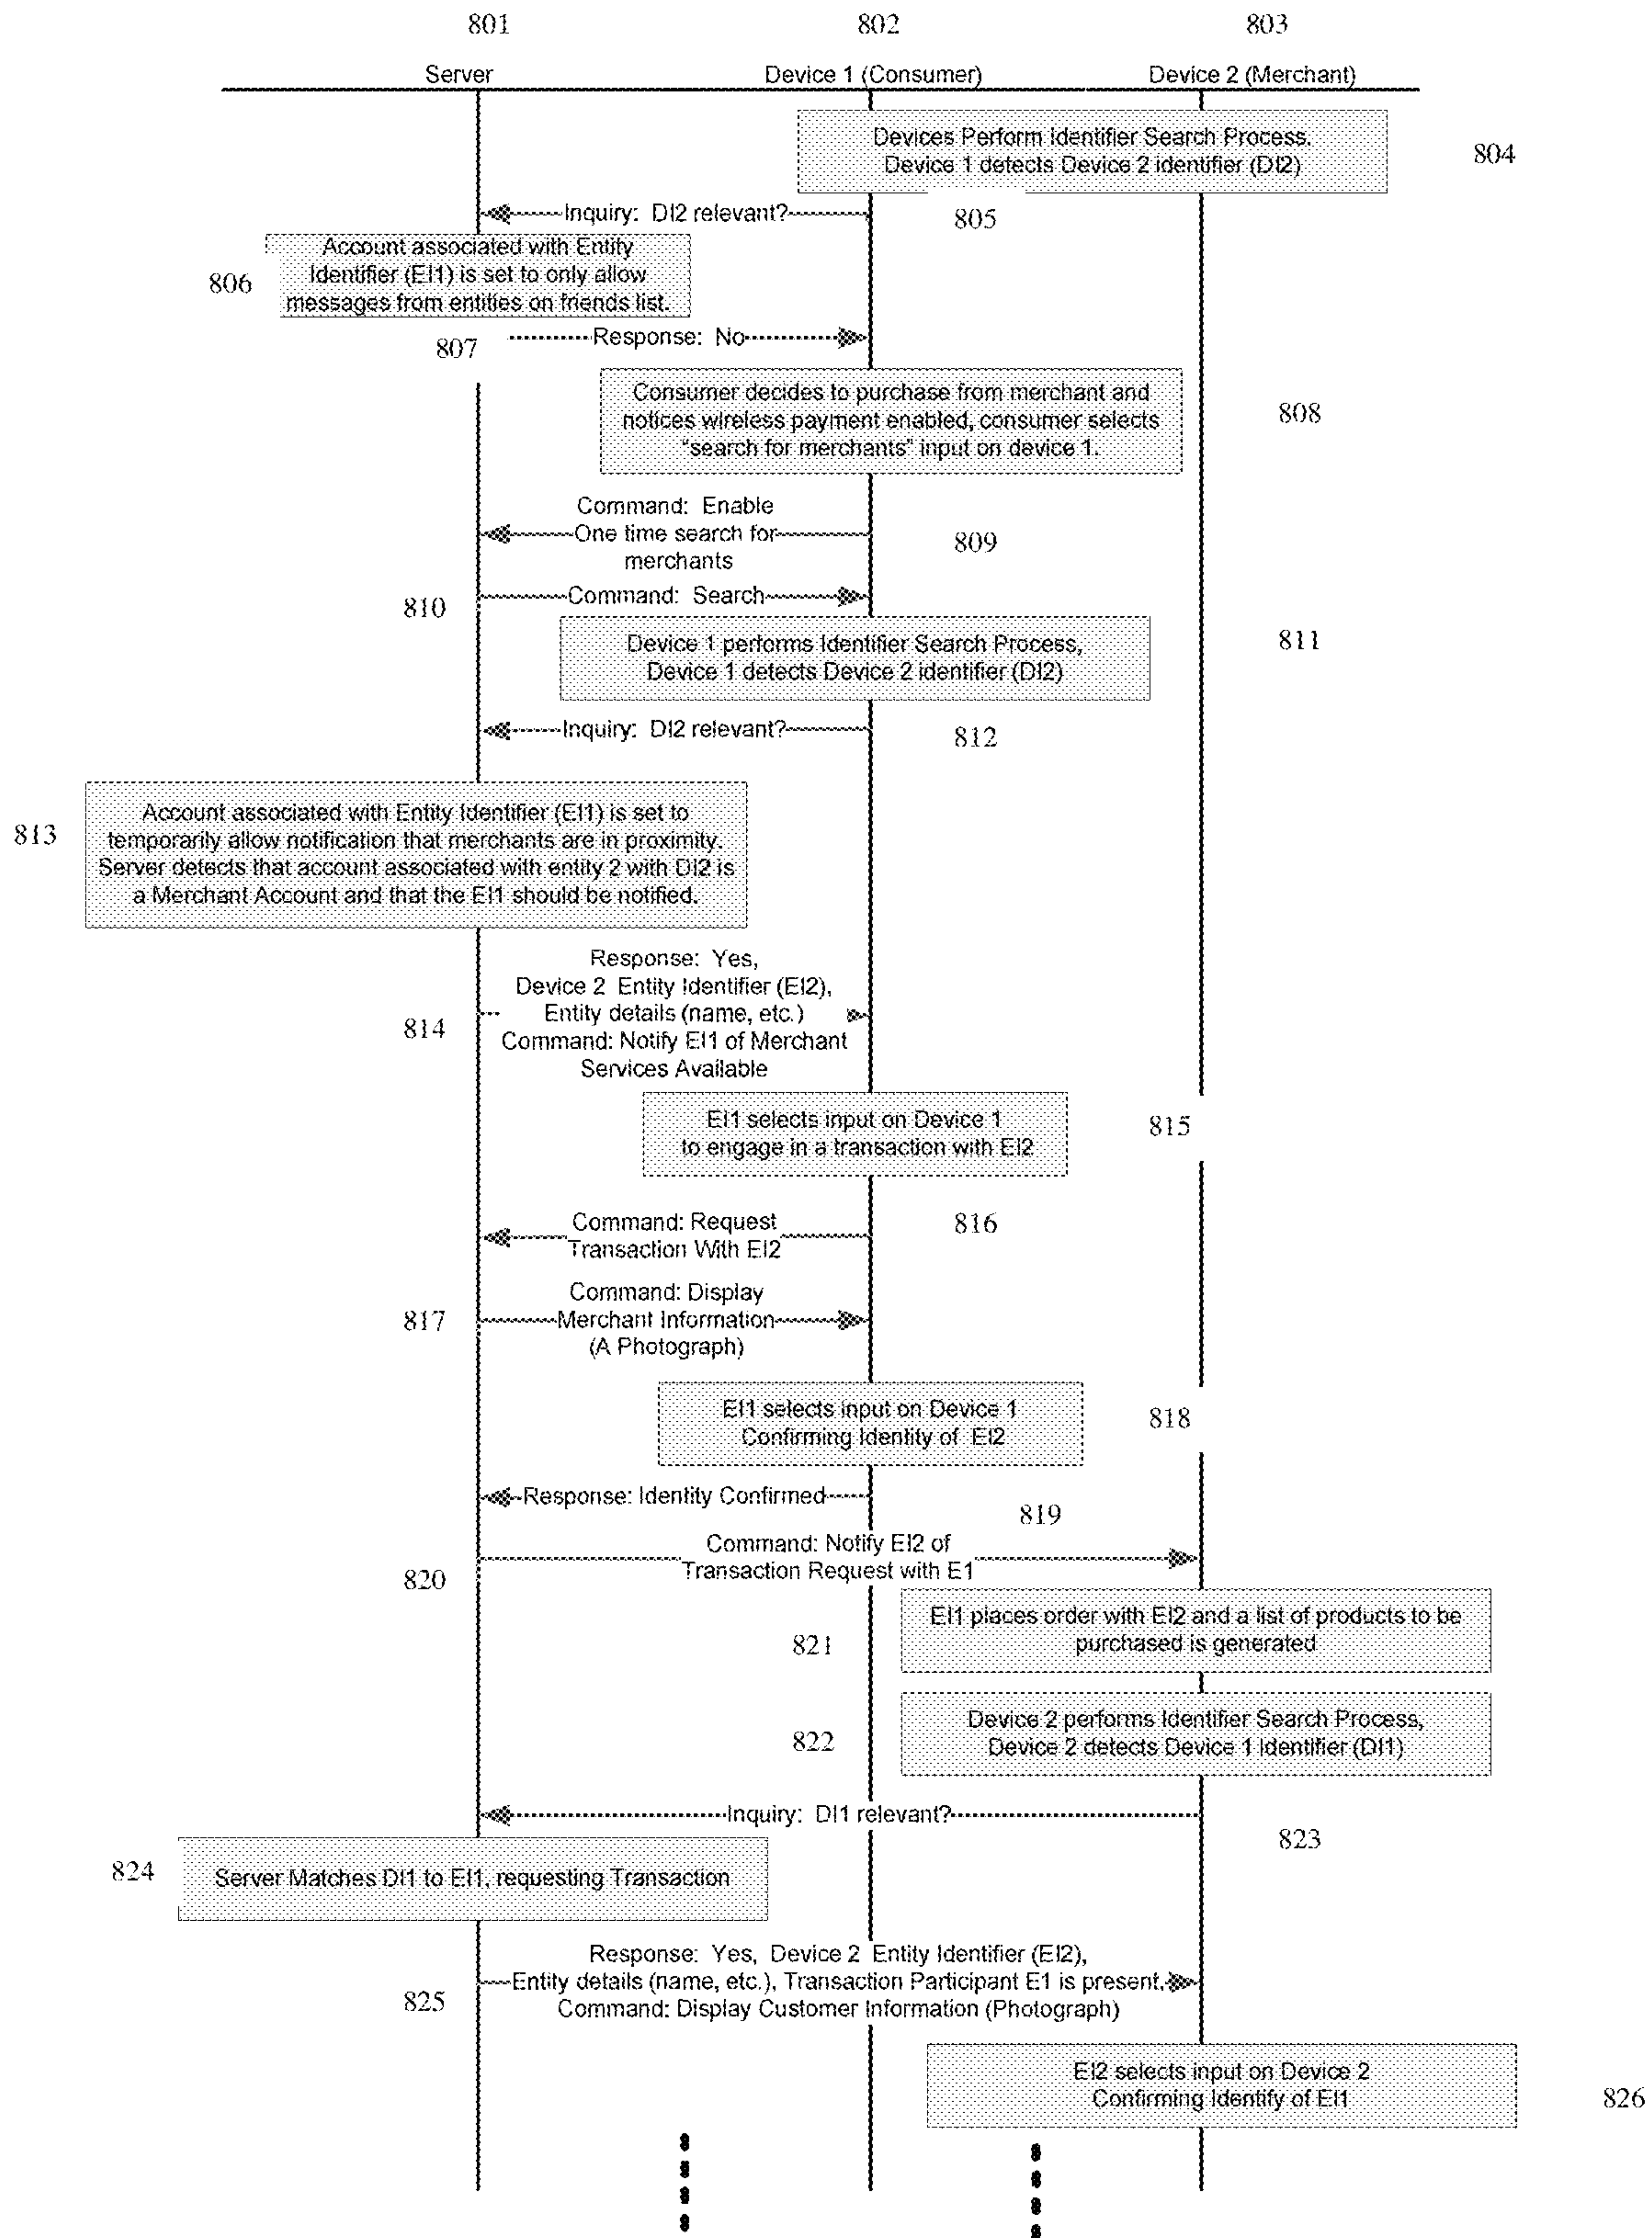 801 802 803
Server Device 1 (Consumer) Device 2 (Merchant)
Devices Perform Identifier Search Process.
Device 1 detects Device 2 identifier (DI2)
804
Inquiry: DI2 relevant?
805
Account associated with Entity
Identifier (EI1) is set to only allow
messages from entities on friends list.
806
Response: No
807
Consumer decides to purchase from merchant and
notices wireless payment enabled, consumer selects
"search for merchants" input on device 1.
808
Command: Enable
One time search for
merchants
809
Command: Search
810
Device 1 performs Identifier Search Process,
Device 1 detects Device 2 identifier (DI2)
811
Inquiry: DI2 relevant?
812
Account associated with Entity Identifier (EI1) is set to
temporarily allow notification that merchants are in proximity.
Server detects that account associated with entity 2 with DI2 is
a Merchant Account and that the EI1 should be notified.
813
Response: Yes,
Device 2 Entity Identifier (EI2),
Entity details (name, etc.)
Command: Notify EI1 of Merchant
Services Available
814
EI1 selects input on Device 1
to engage in a transaction with EI2
815
Command: Request
Transaction With EI2
816
Command: Display
Merchant Information
(A Photograph)
817
EI1 selects input on Device 1
Confirming Identity of EI2
818
Response: Identity Confirmed
819
Command: Notify EI2 of
Transaction Request with E1
820
EI1 places order with EI2 and a list of products to be
purchased is generated
821
Device 2 performs Identifier Search Process,
Device 2 detects Device 1 Identifier (DI1)
822
Inquiry: DI1 relevant?
823
Server Matches DI1 to EI1, requesting Transaction
824
Response: Yes, Device 2 Entity Identifier (EI2),
Entity details (name, etc.), Transaction Participant E1 is present.
Command: Display Customer Information (Photograph)
825
EI2 selects input on Device 2
Confirming Identify of EI1
826